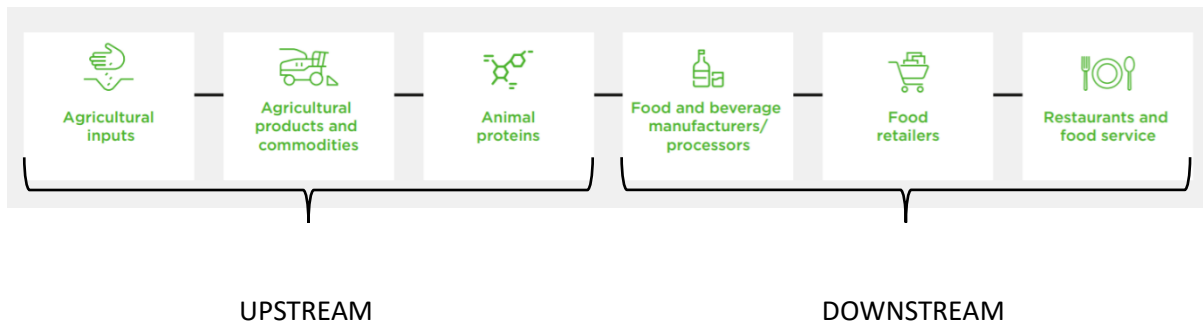 Agricultural
inputs
Agricultural
products and
commodities
Animal
proteins
Food and beverage
manufacturers/
processors
Food
retailers
Restaurants and
food service
UPSTREAM
DOWNSTREAM